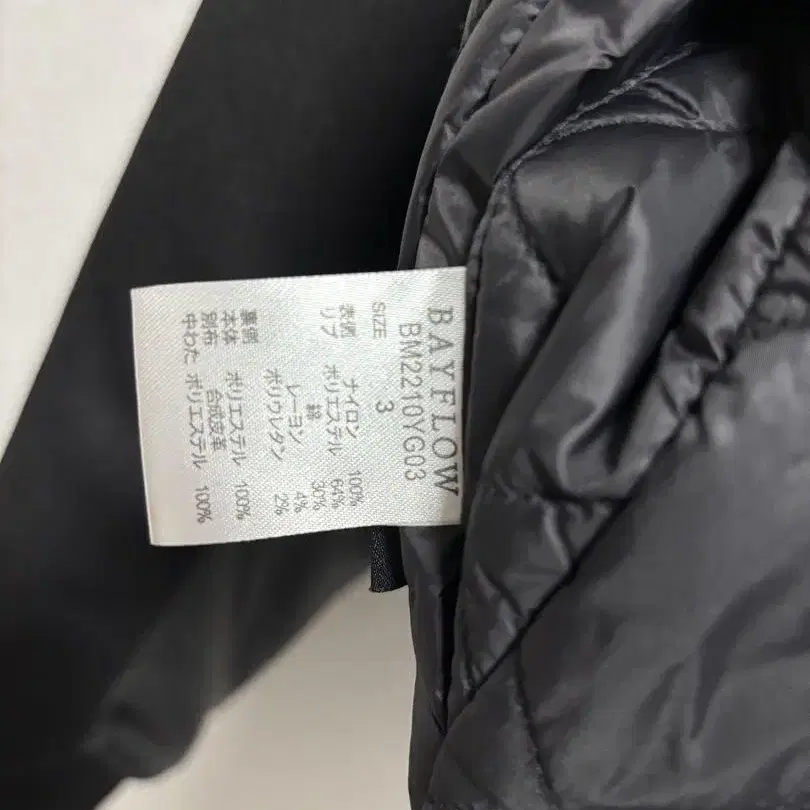 BAYFLOW
BM2210YG03
SIZE 3
表側 ナイロン 100%
リブ ポリエステル 64%
綿 30%
レーヨン 4%
ポリウレタン 2%
裏側
本体 ポリエステル 100%
別布 合成皮革
中わた ポリエステル 100%